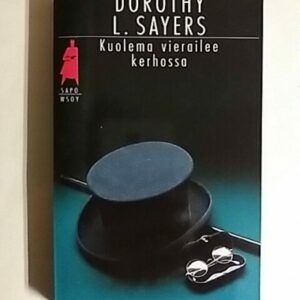 DOROTHY
L. SAYERS
Kuolema vierailee
kerhossa
SAPO
WSOY